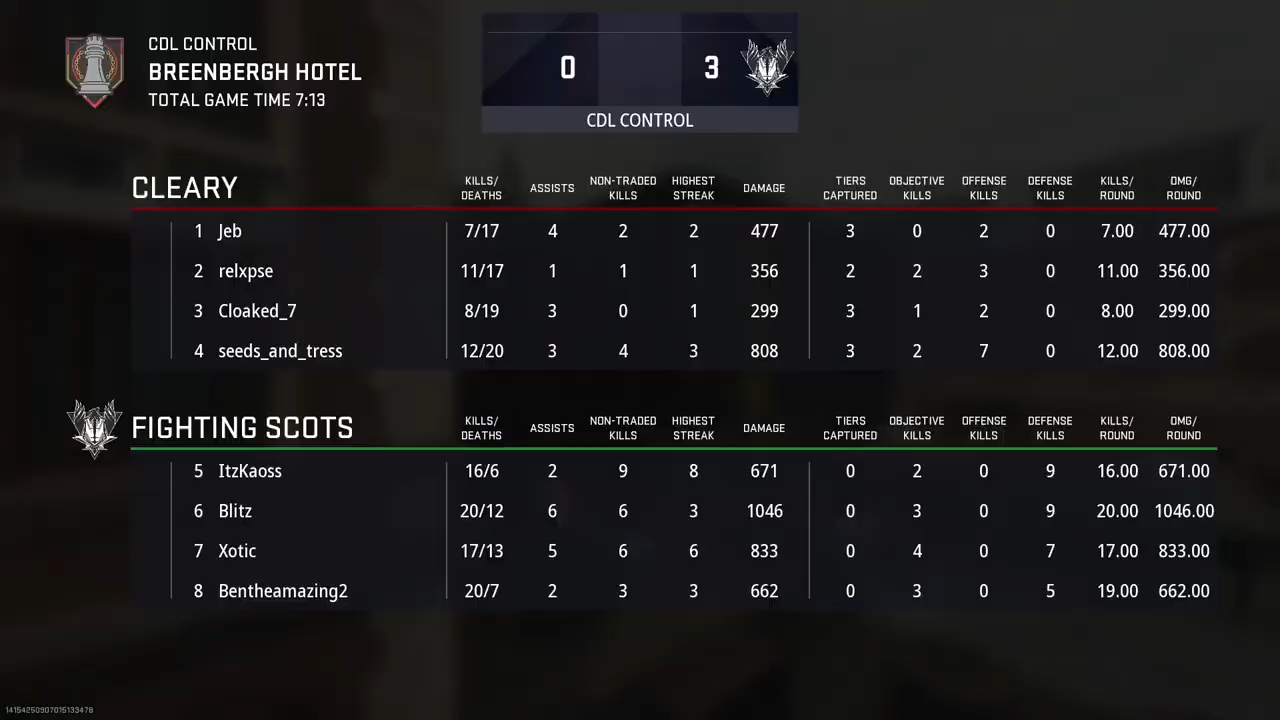 CDL CONTROL
BREENBERGH HOTEL
TOTAL GAME TIME 7:13
0 3
CDL CONTROL
CLEARY KILLS/DEATHS ASSISTS NON-TRADED KILLS HIGHEST STREAK DAMAGE TIERS CAPTURED OBJECTIVE KILLS OFFENSE KILLS DEFENSE KILLS KILLS/ROUND DMG/ROUND
1 Jeb 7/17 4 2 2 477 3 0 2 0 7.00 477.00
2 relxpse 11/17 1 1 1 356 2 2 3 0 11.00 356.00
3 Cloaked_7 8/19 3 0 1 299 3 1 2 0 8.00 299.00
4 seeds_and_tress 12/20 3 4 3 808 3 2 7 0 12.00 808.00
FIGHTING SCOTS KILLS/DEATHS ASSISTS NON-TRADED KILLS HIGHEST STREAK DAMAGE TIERS CAPTURED OBJECTIVE KILLS OFFENSE KILLS DEFENSE KILLS KILLS/ROUND DMG/ROUND
5 ItzKaoss 16/6 2 9 8 671 0 2 0 9 16.00 671.00
6 Blitz 20/12 6 6 3 1046 0 3 0 9 20.00 1046.00
7 Xotic 17/13 5 6 6 833 0 4 0 7 17.00 833.00
8 Bentheamazing2 20/7 2 3 3 662 0 3 0 5 19.00 662.00